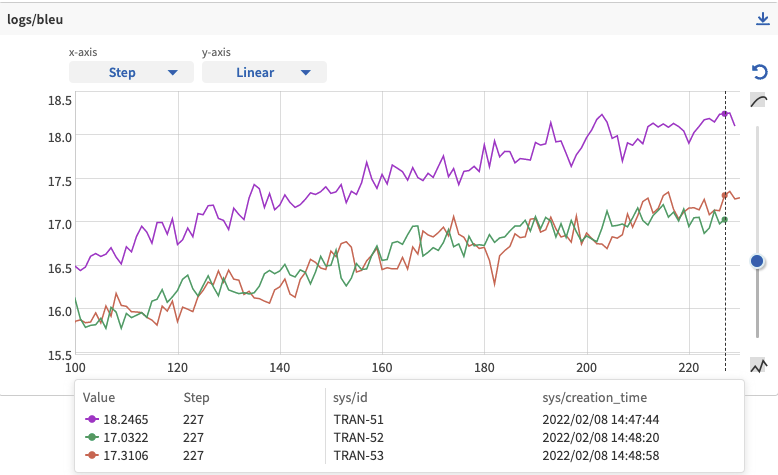 logs/bleu
x-axis y-axis
Step Linear
18.5
18.0
17.5
17.0
16.5
16.0
15.5
100 120 140 160 180 200 220
Value Step sys/id sys/creation_time
18.2465 227 TRAN-51 2022/02/08 14:47:44
17.0322 227 TRAN-52 2022/02/08 14:48:20
17.3106 227 TRAN-53 2022/02/08 14:48:58